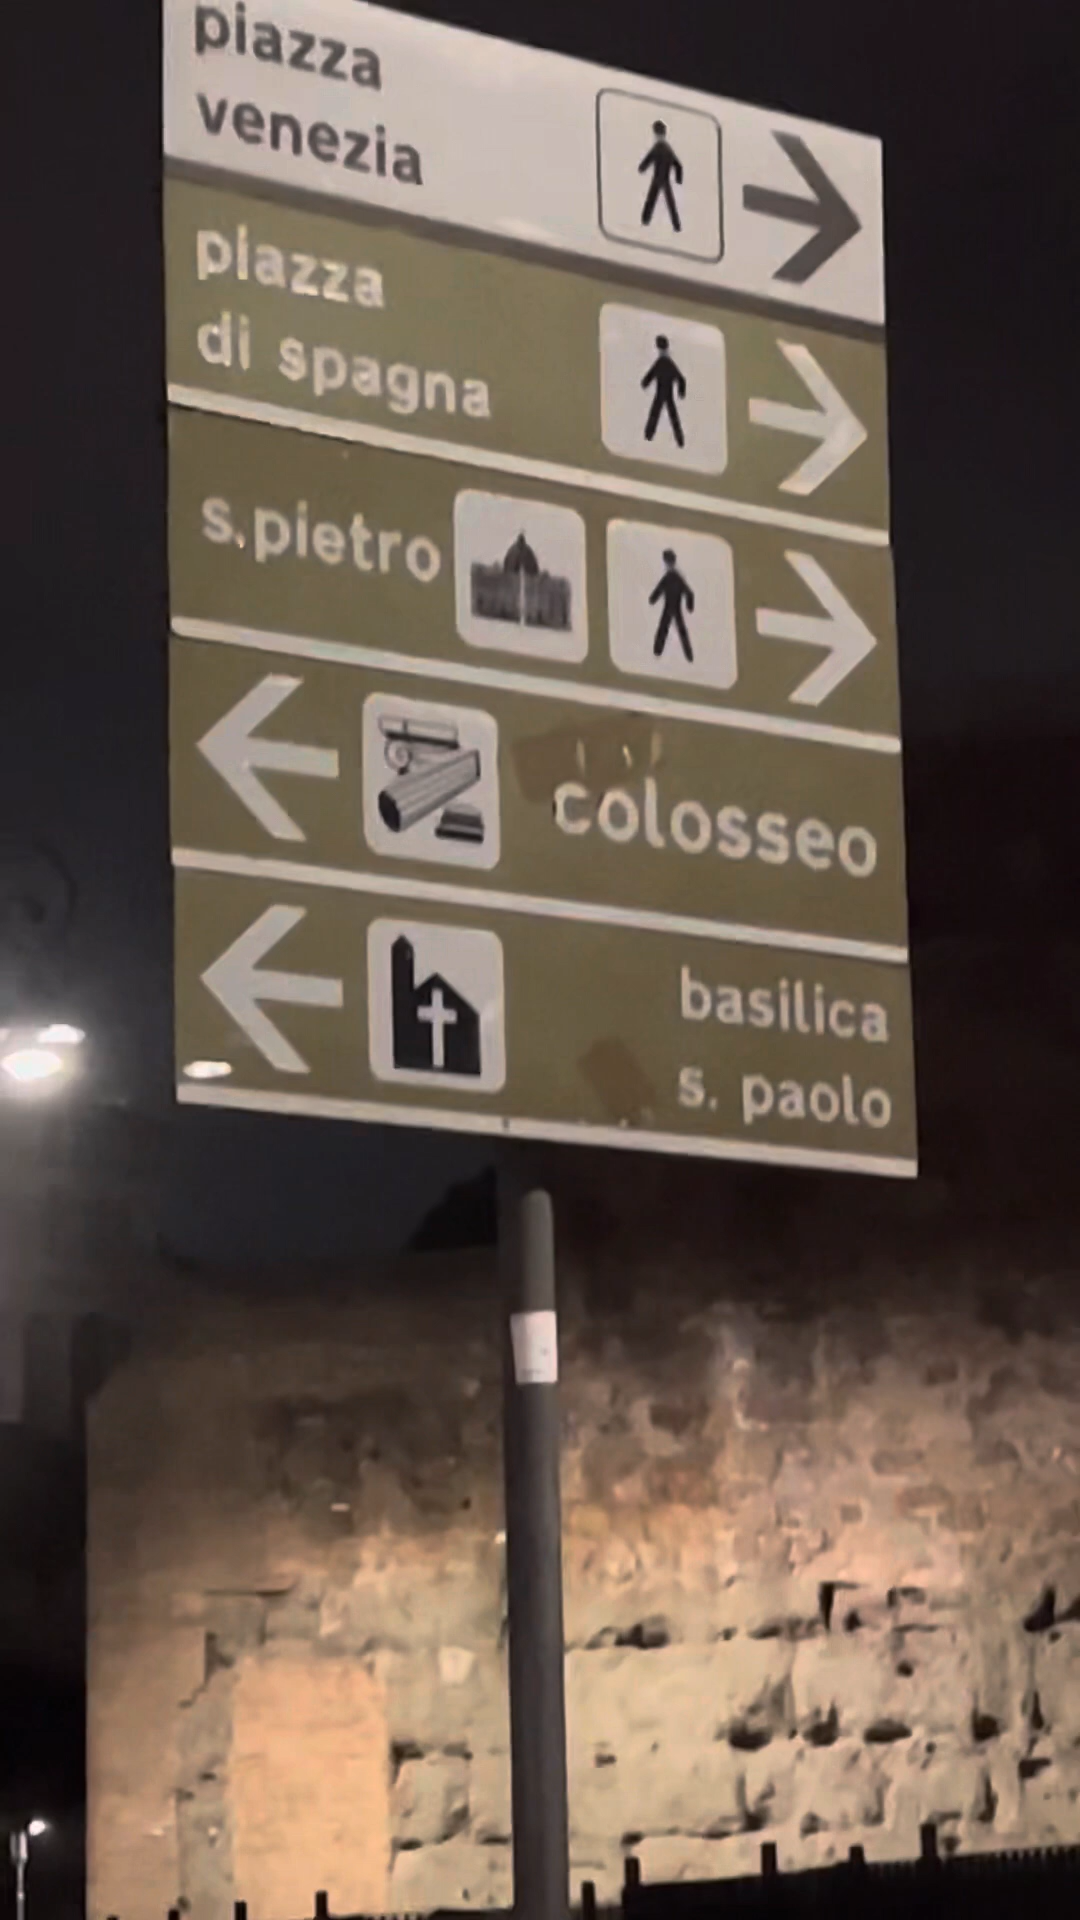 piazza
venezia
piazza
di spagna
s.pietro
colosseo
basilica
s. paolo